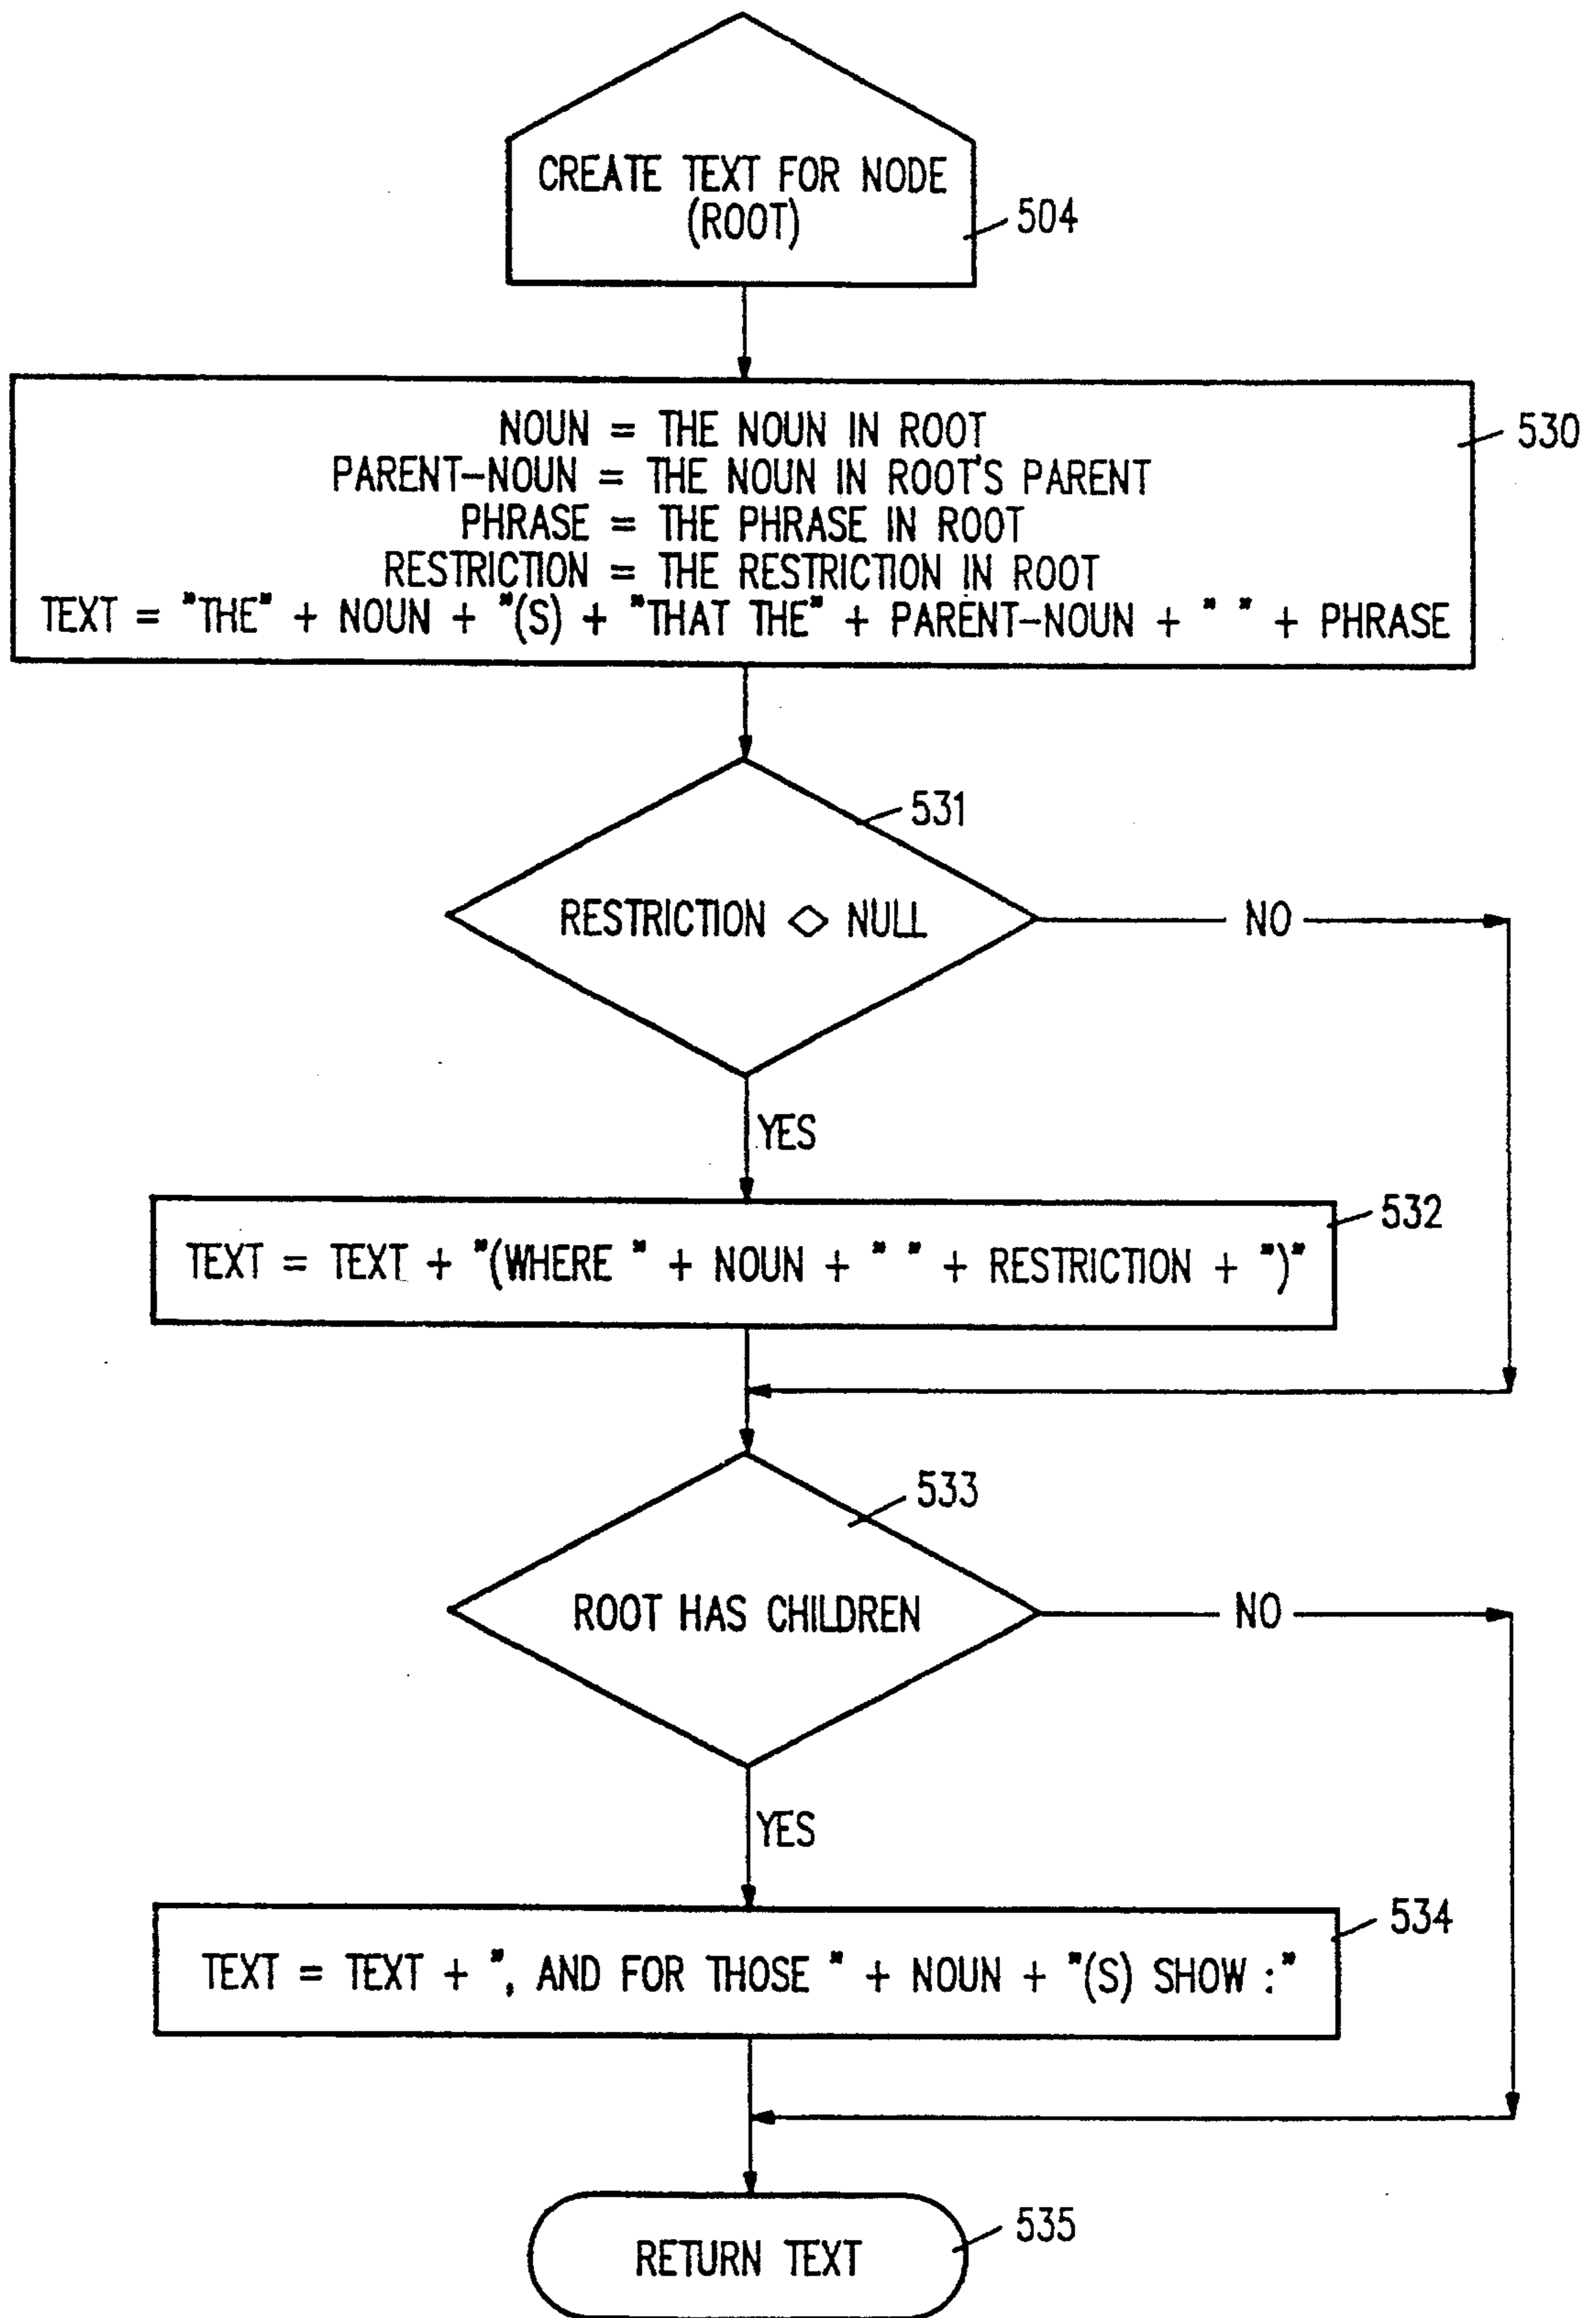 CREATE TEXT FOR NODE
(ROOT)
504
NOUN = THE NOUN IN ROOT
530
PARENT-NOUN = THE NOUN IN ROOT'S PARENT
PHRASE = THE PHRASE IN ROOT
RESTRICTION = THE RESTRICTION IN ROOT
TEXT = "THE" + NOUN + "(S) + "THAT THE" + PARENT-NOUN + " " + PHRASE
531
RESTRICTION <> NULL
NO
YES
532
TEXT = TEXT + "(WHERE " + NOUN + " " + RESTRICTION + ")"
533
ROOT HAS CHILDREN
NO
YES
534
TEXT = TEXT + ", AND FOR THOSE " + NOUN + "(S) SHOW :"
535
RETURN TEXT